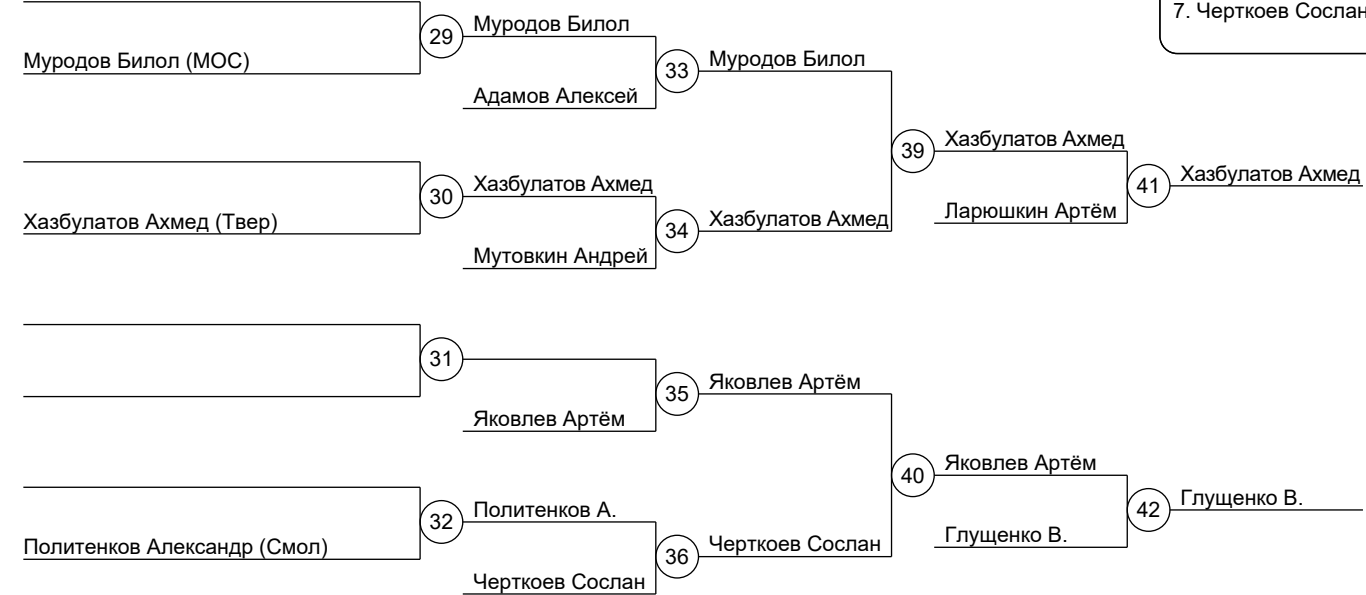 7. Черткоев Сослан
Муродов Билол
29
Муродов Билол (МОС)
Муродов Билол
33
Адамов Алексей
Хазбулатов Ахмед
39
Хазбулатов Ахмед
41
Хазбулатов Ахмед
30
Хазбулатов Ахмед
34
Хазбулатов Ахмед (Твер)
Ларюшкин Артём
Мутовкин Андрей
31
Яковлев Артём
35
Яковлев Артём
Яковлев Артём
40
Глущенко В.
42
Политенков А.
32
Глущенко В.
Политенков Александр (Смол)
Черткоев Сослан
36
Черткоев Сослан